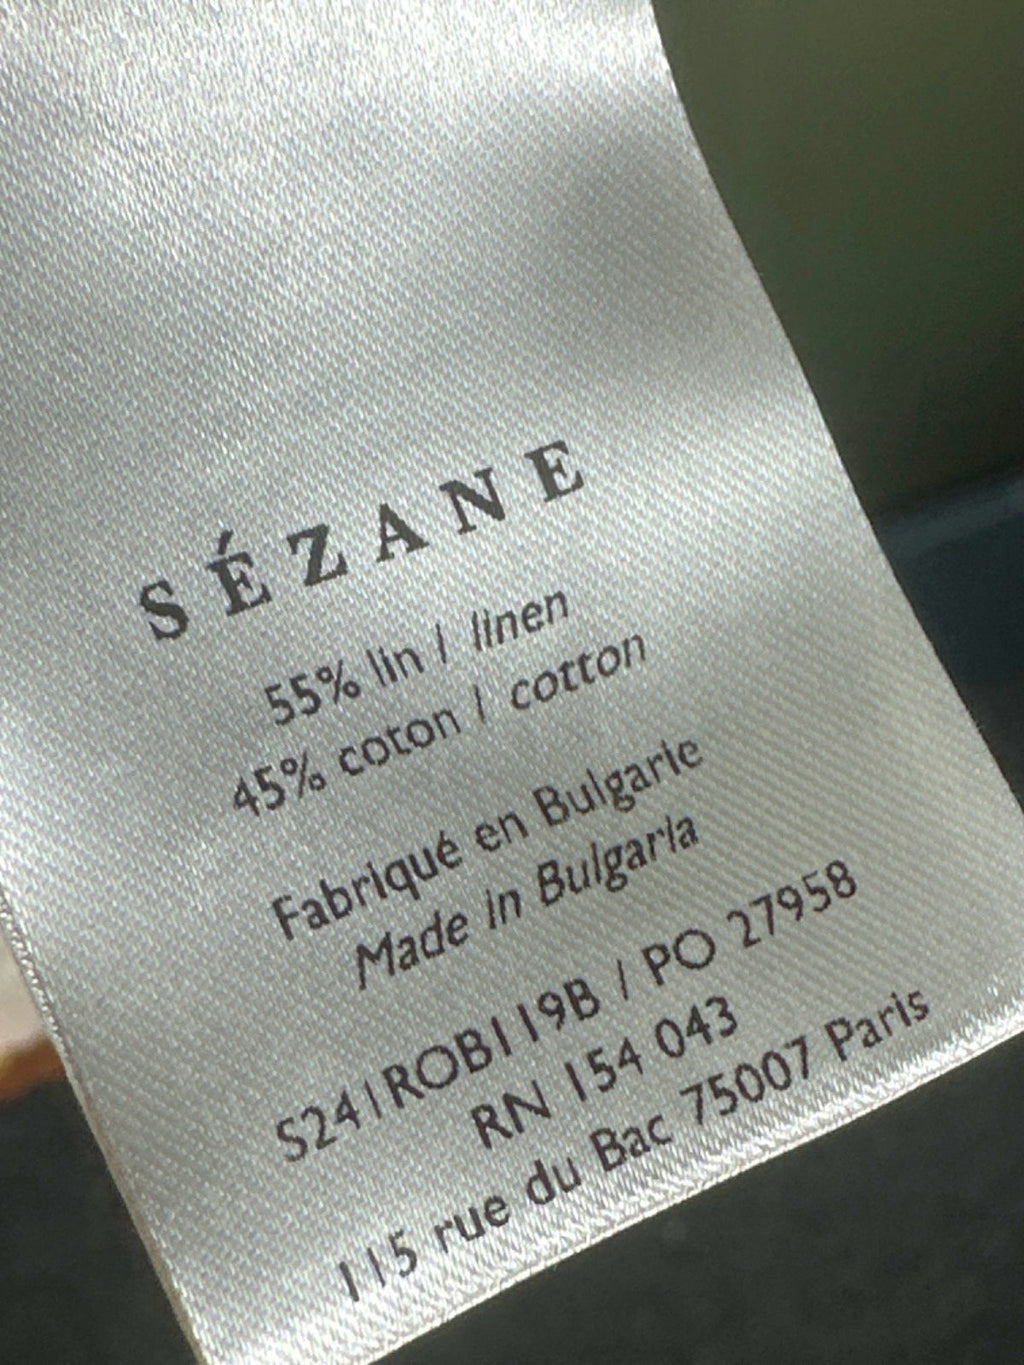 SÉZANE
55% lin / linen
45% coton / cotton
Fabriqué en Bulgarie
Made in Bulgaria
S241ROB119B / PO 27958
RN 154 043
115 rue du Bac 75007 Paris